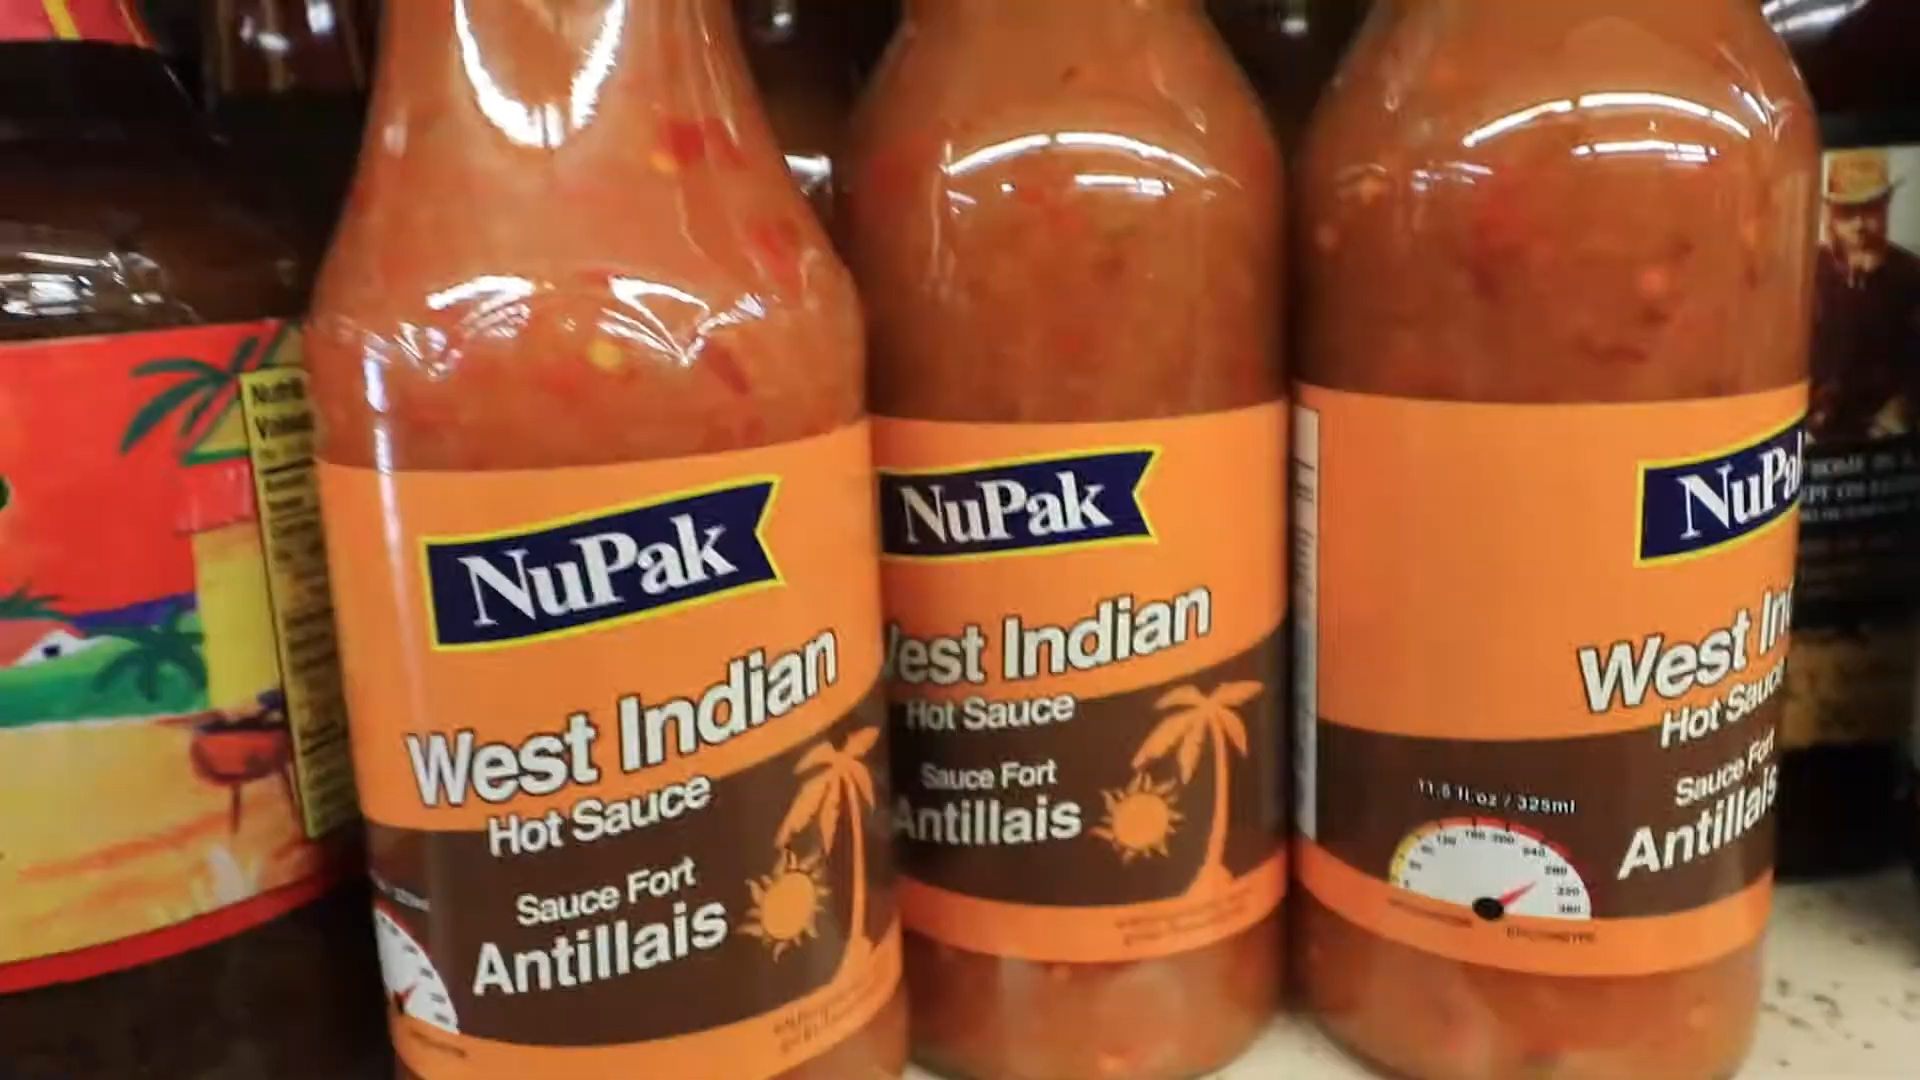 NuPak
West Indian
Hot Sauce
Sauce Fort
Antillais
NuPak
West Indian
Hot Sauce
Sauce Fort
Antillais
NuPak
West In
Hot Sauc
Sauce Fort
Antillais
11.5 fl.oz / 325ml